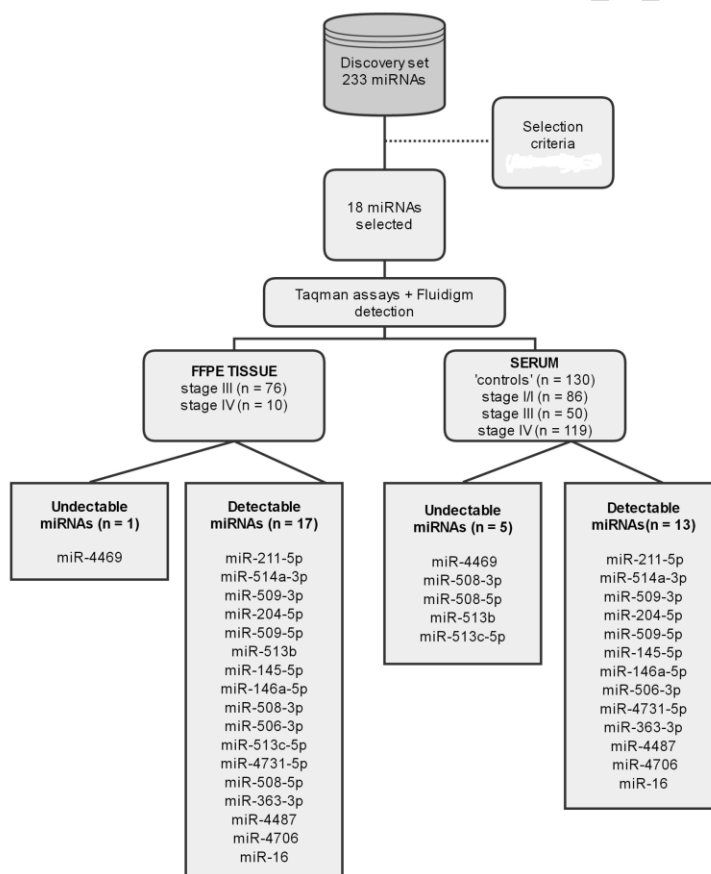 Discovery set
233 miRNAs
Selection
criteria
18 miRNAs
selected
Taqman assays + Fluidigm
detection
FFPE TISSUE
stage III (n = 76)
stage IV (n = 10)
SERUM
'controls' (n = 130)
stage I/I (n = 86)
stage III (n = 50)
stage IV (n = 119)
Undectable
miRNAs (n = 1)
miR-4469
Detectable
miRNAs (n = 17)
miR-211-5p
miR-514a-3p
miR-509-3p
miR-204-5p
miR-509-5p
miR-513b
miR-145-5p
miR-146a-5p
miR-508-3p
miR-506-3p
miR-513c-5p
miR-4731-5p
miR-508-5p
miR-363-3p
miR-4487
miR-4706
miR-16
Undectable
miRNAs (n = 5)
miR-4469
miR-508-3p
miR-508-5p
miR-513b
miR-513c-5p
Detectable
miRNAs(n = 13)
miR-211-5p
miR-514a-3p
miR-509-3p
miR-204-5p
miR-509-5p
miR-145-5p
miR-146a-5p
miR-506-3p
miR-4731-5p
miR-363-3p
miR-4487
miR-4706
miR-16